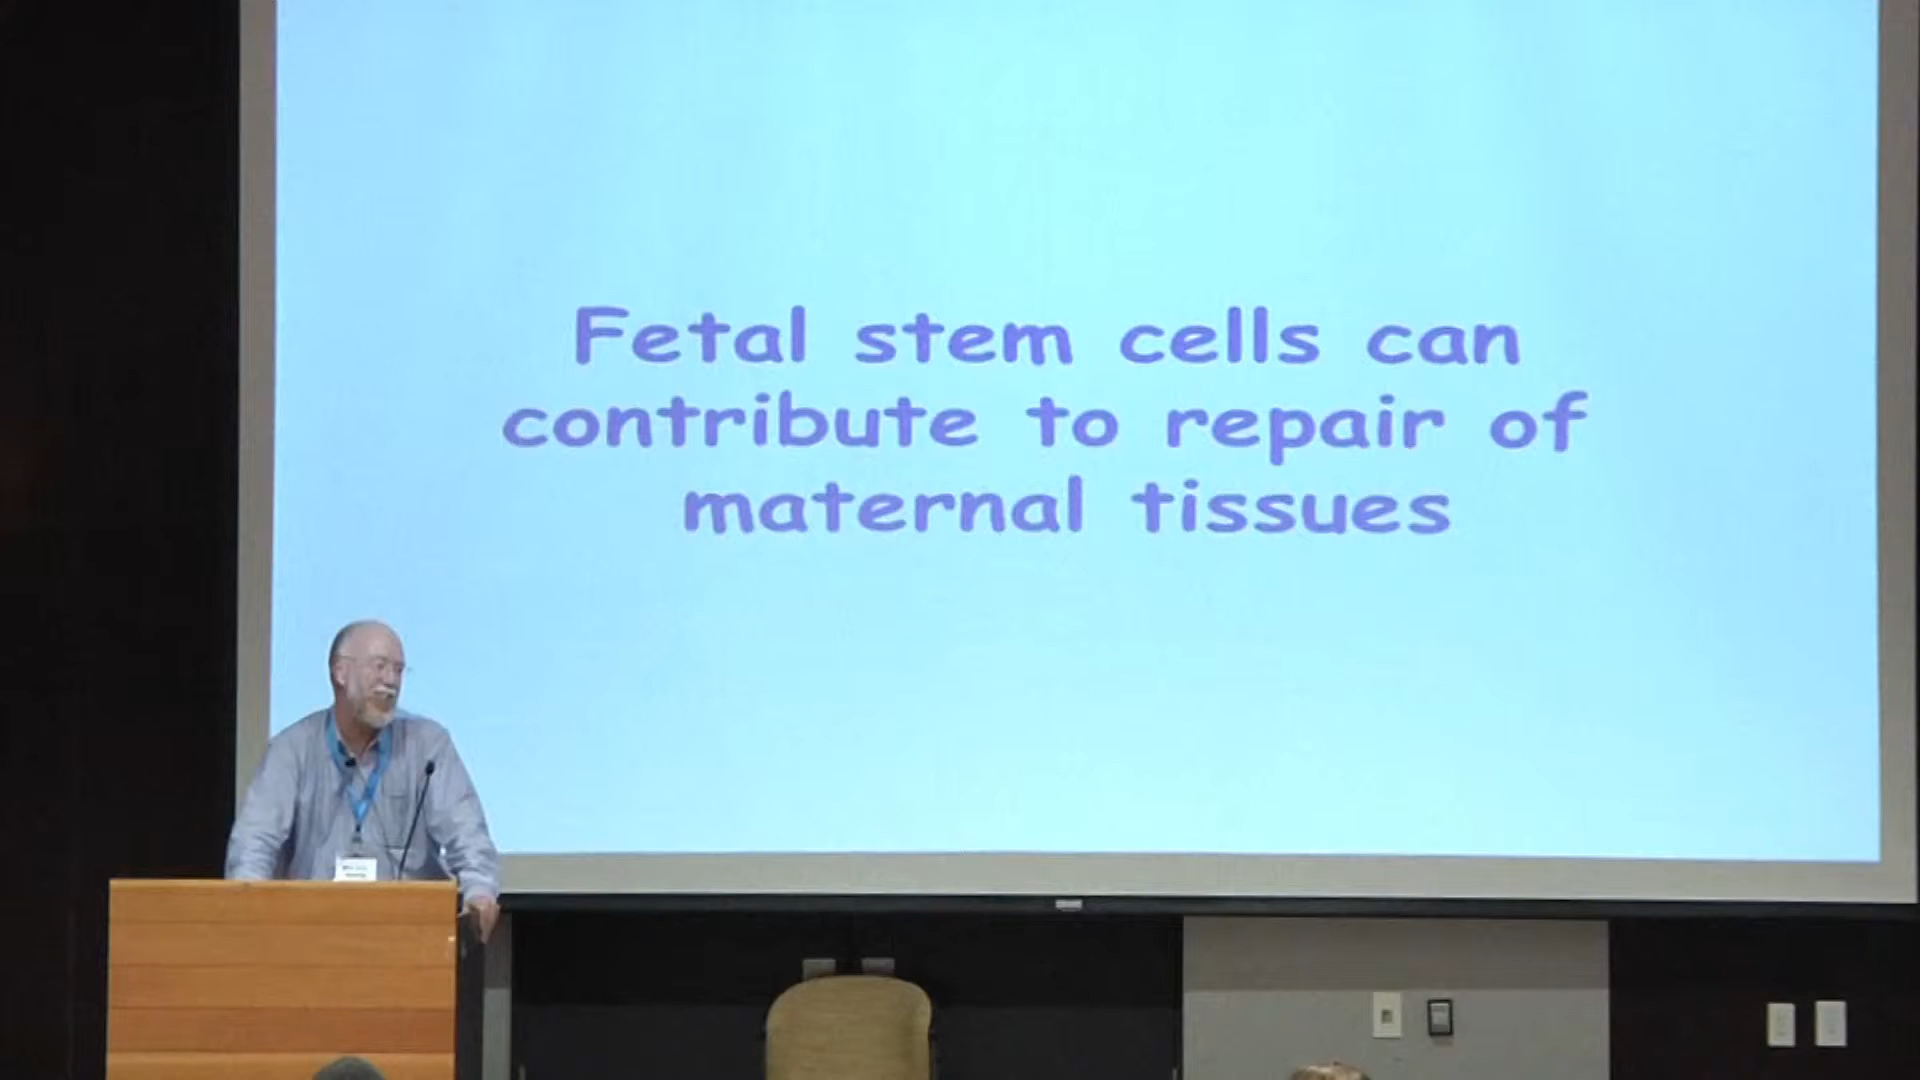 Fetal stem cells can
contribute to repair of
maternal tissues